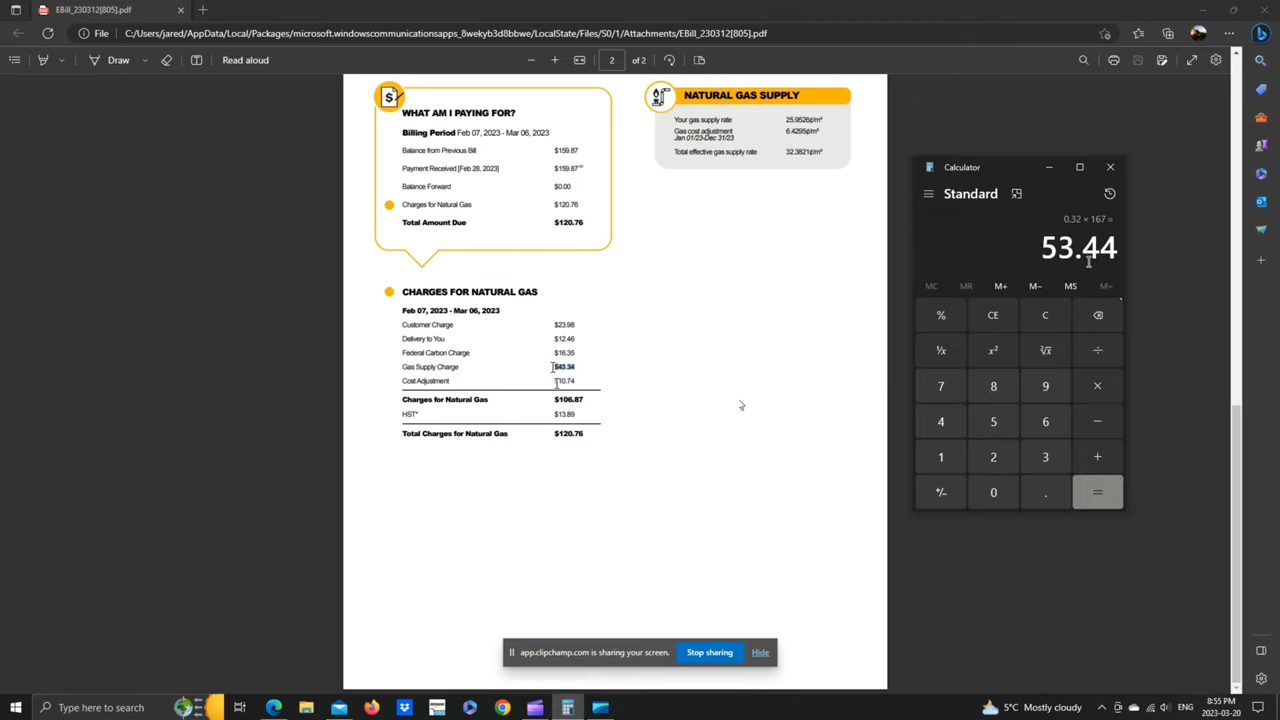 EBill_230312[805].pdf
File C:/Users/jared/AppData/Local/Packages/microsoft.windowscommunicationsapps_8wekyb3d8bbwe/LocalState/Files/S0/1/Attachments/EBill_230312[805].pdf
Draw
Read aloud
2 of 2
WHAT AM I PAYING FOR?
Billing Period Feb 07, 2023 - Mar 06, 2023
Balance from Previous Bill $159.87
Payment Received [Feb 28, 2023] $159.87
Balance Forward $0.00
Charges for Natural Gas $120.76
Total Amount Due $120.76
CHARGES FOR NATURAL GAS
Feb 07, 2023 - Mar 06, 2023
Customer Charge $23.98
Delivery to You $12.46
Federal Carbon Charge $16.35
Gas Supply Charge $43.34
Cost Adjustment 10.74
Charges for Natural Gas $106.87
HST* $13.89
Total Charges for Natural Gas $120.76
NATURAL GAS SUPPLY
Your gas supply rate 25.9526¢/m³
Gas cost adjustment 6.4295¢/m³
Jan 01/23-Dec 31/23
Total effective gas supply rate 32.3821¢/m³
Calculator
Standard
0.32 × 167 =
53.44
MC MR M+ M− MS M˅
% CE C
¹/x ²√x ÷
7 8 9 ×
4 5 6
1 2 3 +
+/− 0 . =
app.clipchamp.com is sharing your screen. Stop sharing Hide
Type here to search
5°C Mostly cloudy
ENG
8:55 PM
2023-03-20